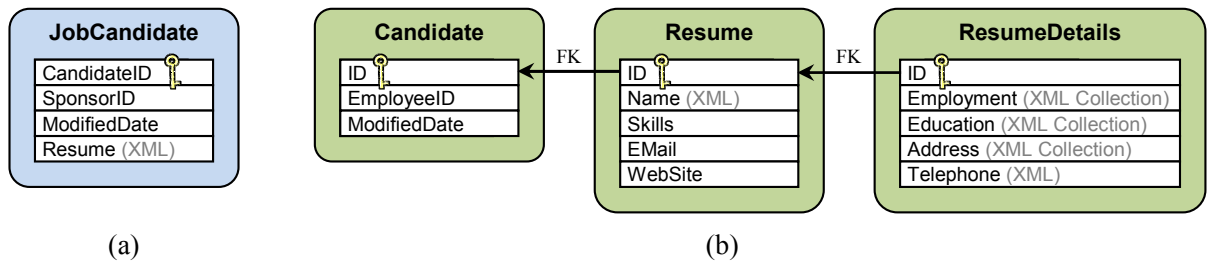 JobCandidate
CandidateID
SponsorID
ModifiedDate
Resume (XML)
(a)
Candidate
ID
EmployeeID
ModifiedDate
FK
Resume
ID
Name (XML)
Skills
EMail
WebSite
FK
ResumeDetails
ID
Employment (XML Collection)
Education (XML Collection)
Address (XML Collection)
Telephone (XML)
(b)